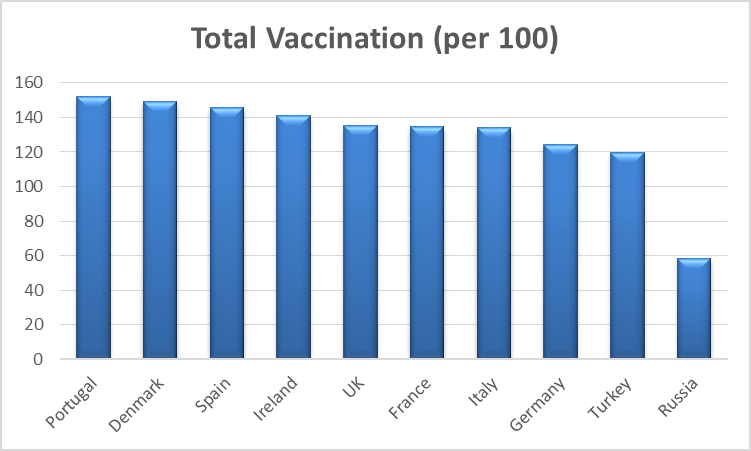 Total Vaccination (per 100)
160
140
120
100
80
60
40
20
0
Portugal
Denmark
Spain
Ireland
UK
France
Italy
Germany
Turkey
Russia